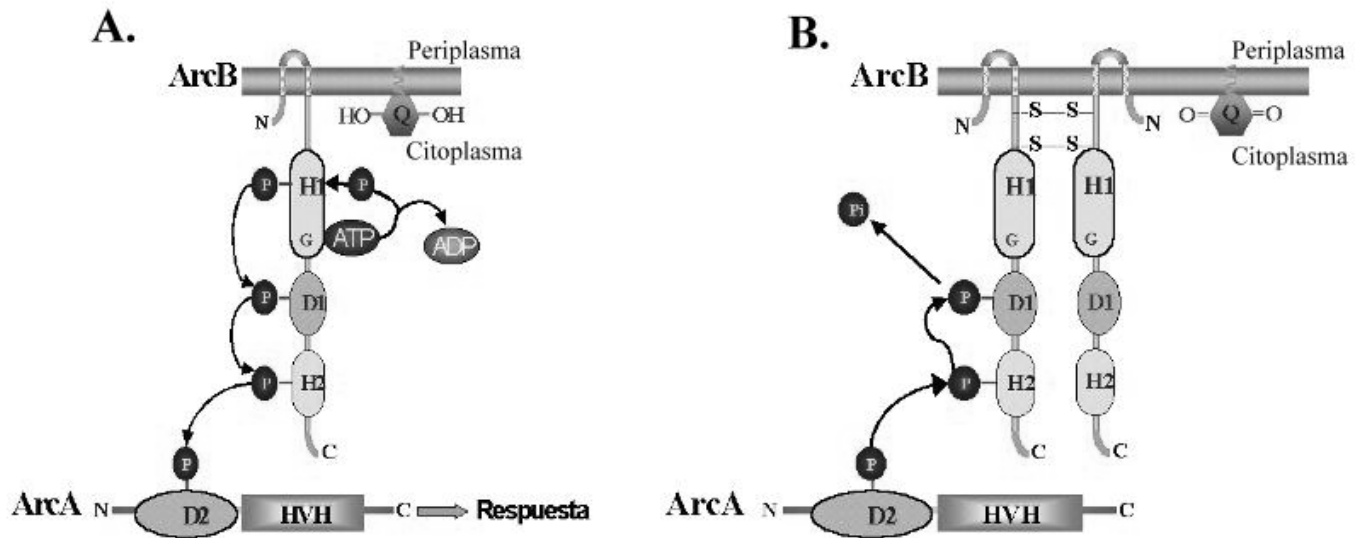 A.
Periplasma
ArcB
N
HO Q OH
Citoplasma
P H1 P
G
ATP
ADP
P D1
P H2
C
P
ArcA N D2 HVH C Respuesta
B.
Periplasma
ArcB
S S
N N
O Q O
S S
Citoplasma
H1 H1
Pi
G G
P D1 D1
P H2 H2
P
C C
ArcA N D2 HVH C